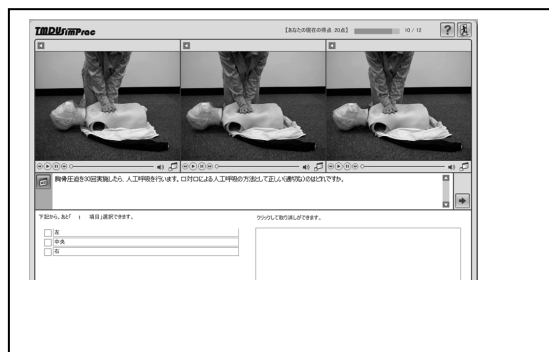 TMDUSimPrac
【あなたの現在の得点:20点】 10 / 12 ?
胸骨圧迫を30回実施したら、人工呼吸を行います。口対口による人工呼吸の方法として正しい(適切な)のはどれですか。
下記から、あと「 1 項目」選択できます。
クリックして取り消しができます。
左
中央
右